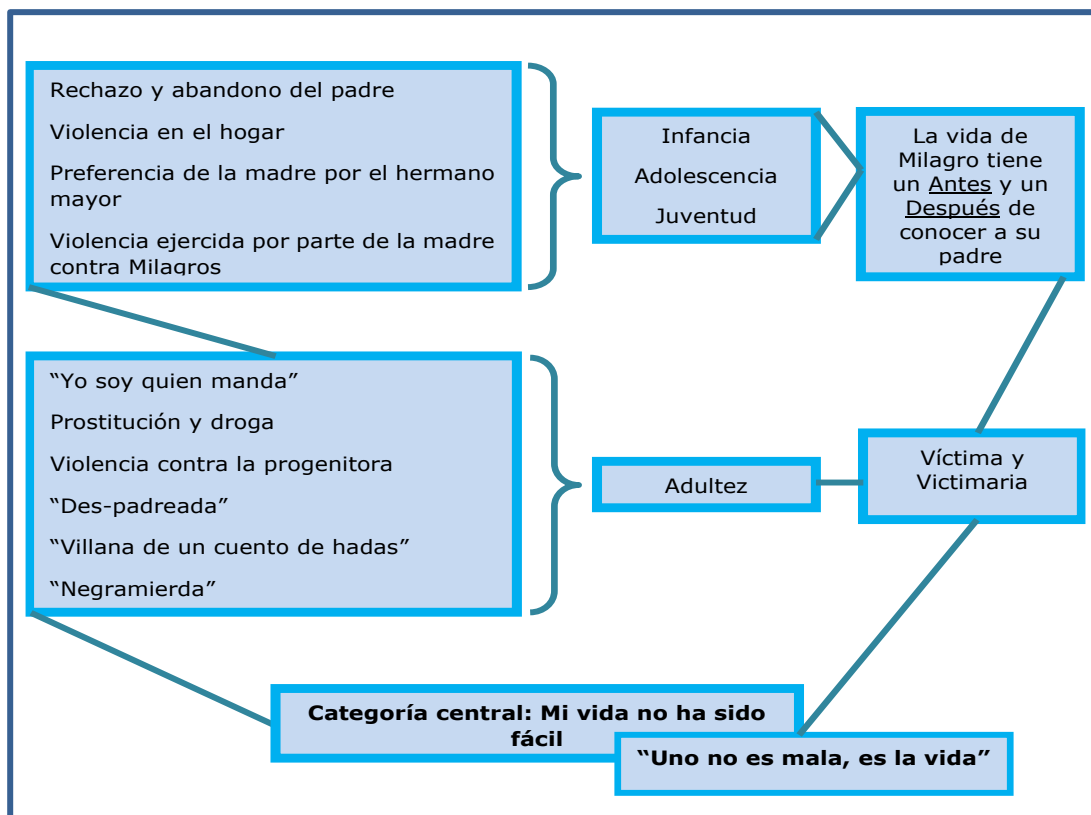 Rechazo y abandono del padre
Violencia en el hogar
Preferencia de la madre por el hermano
mayor
Violencia ejercida por parte de la madre
contra Milagros
Infancia
Adolescencia
Juventud
La vida de
Milagro tiene
un Antes y un
Después de
conocer a su
padre
“Yo soy quien manda”
Prostitución y droga
Violencia contra la progenitora
“Des-padreada”
“Villana de un cuento de hadas”
“Negramierda”
Adultez
Víctima y
Victimaria
Categoría central: Mi vida no ha sido
fácil
“Uno no es mala, es la vida”